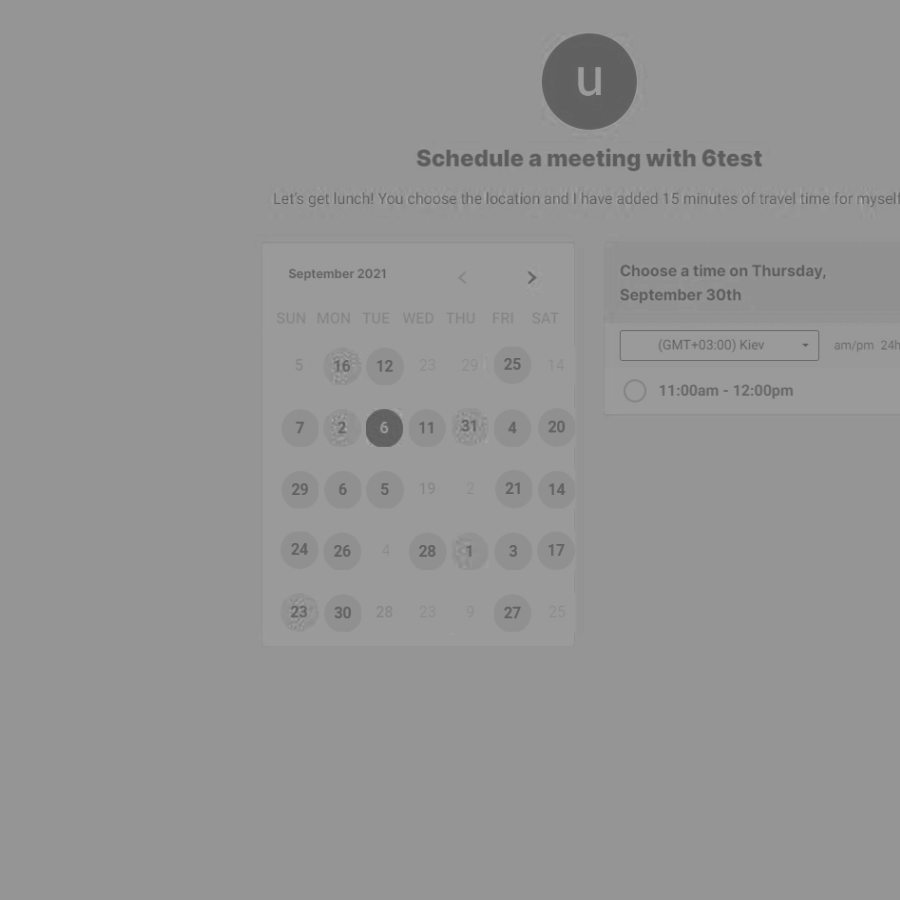 u
Schedule a meeting with 6test
Let's get lunch! You choose the location and I have added 15 minutes of travel time for myself
September 2021
SUN MON TUE WED THU FRI SAT
5 16 12 23 29 25 14
7 2 6 11 31 4 20
29 6 5 19 2 21 14
24 26 4 28 1 3 17
23 30 28 23 9 27 25
Choose a time on Thursday,
September 30th
(GMT+03:00) Kiev am/pm 24h
11:00am - 12:00pm